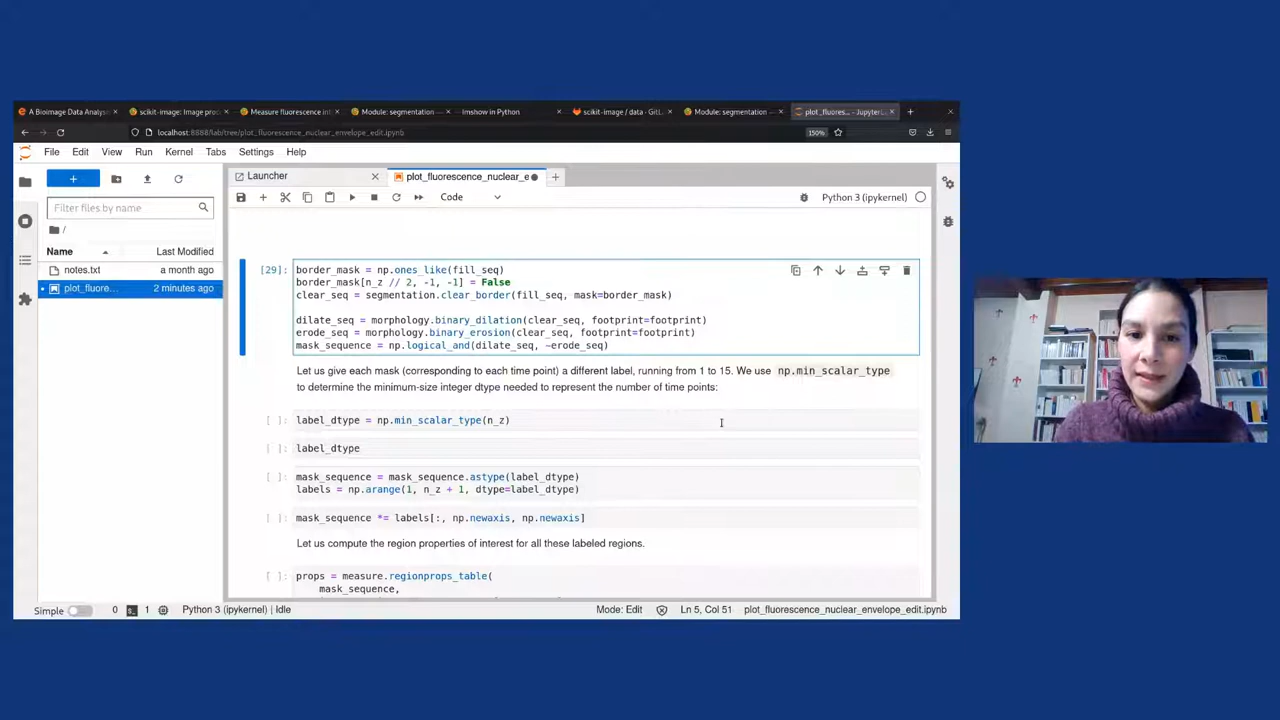 A Bioimage Data Analys
scikit-image: Image proc
Measure fluorescence int
Module: segmentation —
Imshow in Python
scikit-image / data · GitL
Module: segmentation —
plot_fluores… - JupyterL
localhost:8888/lab/tree/plot_fluorescence_nuclear_envelope_edit.ipynb
150%
File Edit View Run Kernel Tabs Settings Help
Launcher
plot_fluorescence_nuclear_e
Filter files by name
Code
Python 3 (ipykernel)
/
Name Last Modified
notes.txt a month ago
plot_fluore… 2 minutes ago
[29]: border_mask = np.ones_like(fill_seq)
border_mask[n_z // 2, -1, -1] = False
clear_seq = segmentation.clear_border(fill_seq, mask=border_mask)
dilate_seq = morphology.binary_dilation(clear_seq, footprint=footprint)
erode_seq = morphology.binary_erosion(clear_seq, footprint=footprint)
mask_sequence = np.logical_and(dilate_seq, ~erode_seq)
Let us give each mask (corresponding to each time point) a different label, running from 1 to 15. We use np.min_scalar_type
to determine the minimum-size integer dtype needed to represent the number of time points:
[ ]: label_dtype = np.min_scalar_type(n_z)
[ ]: label_dtype
[ ]: mask_sequence = mask_sequence.astype(label_dtype)
labels = np.arange(1, n_z + 1, dtype=label_dtype)
[ ]: mask_sequence *= labels[:, np.newaxis, np.newaxis]
Let us compute the region properties of interest for all these labeled regions.
[ ]: props = measure.regionprops_table(
mask_sequence,
Simple 0 1 Python 3 (ipykernel) | Idle Mode: Edit Ln 5, Col 51 plot_fluorescence_nuclear_envelope_edit.ipynb